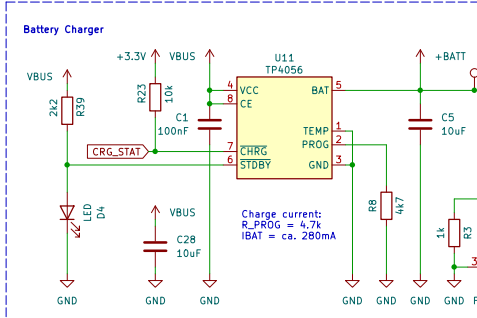 Battery Charger
+3.3V
VBUS
U11
TP4056
+BATT
VBUS
R39
2k2
R23
10k
C1
100nF
4
VCC
8
CE
BAT
5
C5
10uF
CRG_STAT
7
CHRG
6
STDBY
TEMP
1
PROG
2
GND
3
LED
D4
VBUS
C28
10uF
Charge current:
R_PROG = 4.7k
IBAT = ca. 280mA
R8
4k7
1k
R3
3
GND
GND
GND
GND
GND
GND
GND